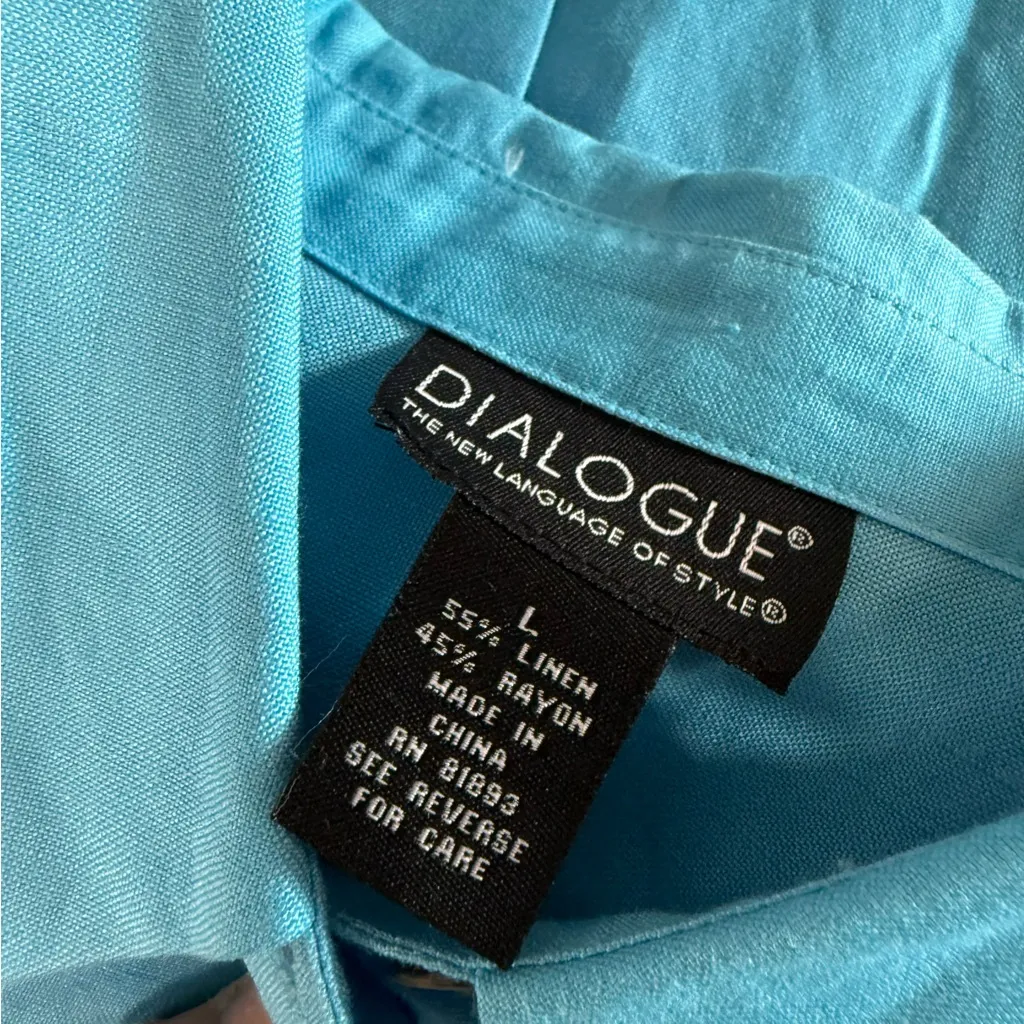 DIALOGUE®
THE NEW LANGUAGE OF STYLE®
L
55% LINEN
45% RAYON
MADE IN
CHINA
RN 81893
SEE REVERSE
FOR CARE